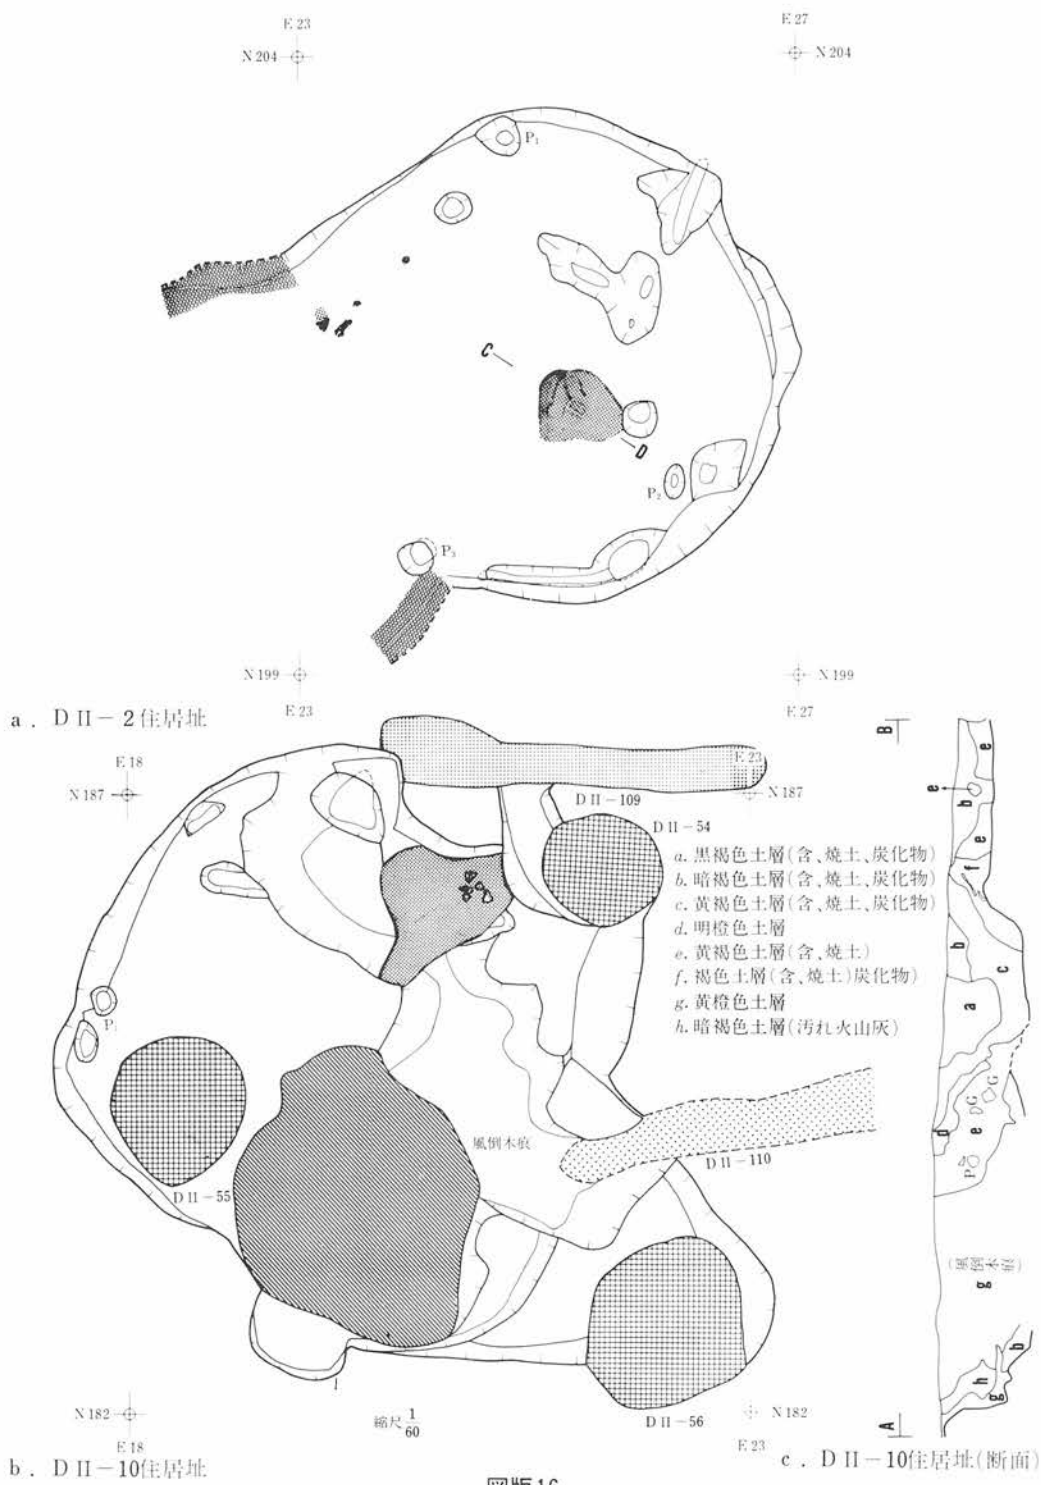 E 23
E 27
N 204
N 204
P₁
C
D
P₂
P₃
N 199
N 199
E 23
E 27
a . D II－2住居址
E 18
E 23
N 187
N 187
D II－109
D II－54
a. 黒褐色土層(含、焼土、炭化物)
b. 暗褐色土層(含、焼土、炭化物)
c. 黄褐色土層(含、焼土、炭化物)
d. 明橙色土層
e. 黄褐色土層(含、焼土)
f. 褐色土層(含、焼土)炭化物)
g. 黄橙色土層
h. 暗褐色土層(汚れ火山灰)
P₁
風倒木痕
D II－110
D II－55
D II－56
N 182
N 182
E 18
E 23
縮尺 1/60
b . D II－10住居址
B
e
e
b
e
f
b
c
a
G
G
d
e
P
(風倒木痕)
g
b
h
g
A
c . D II－10住居址(断面)
図版16